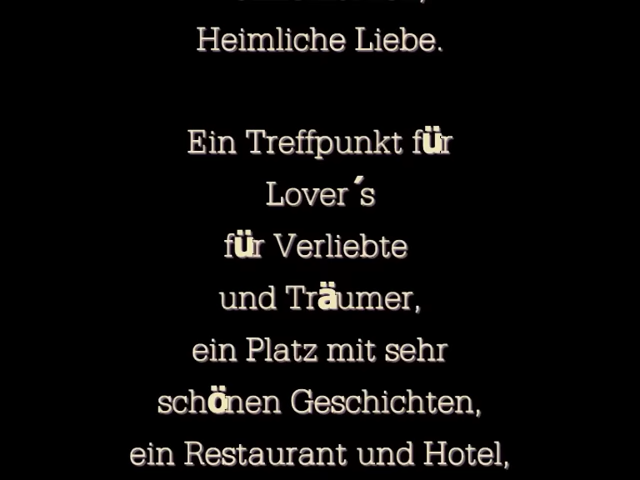 Heimliche Liebe.
Ein Treffpunkt für
Lover´s
für Verliebte
und Träumer,
ein Platz mit sehr
schönen Geschichten,
ein Restaurant und Hotel,